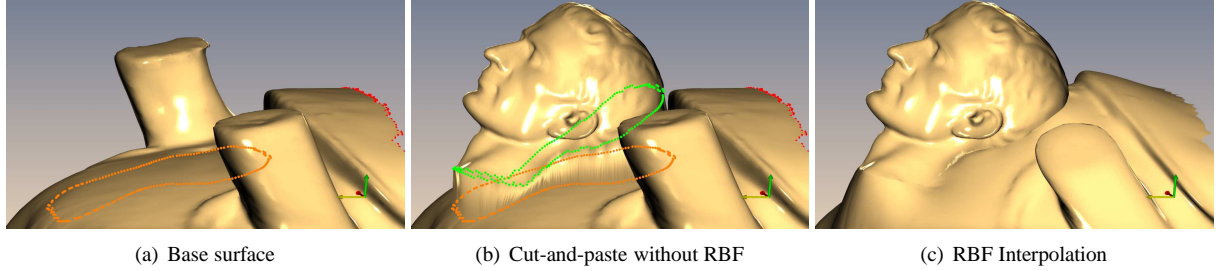 (a) Base surface
(b) Cut-and-paste without RBF
(c) RBF Interpolation